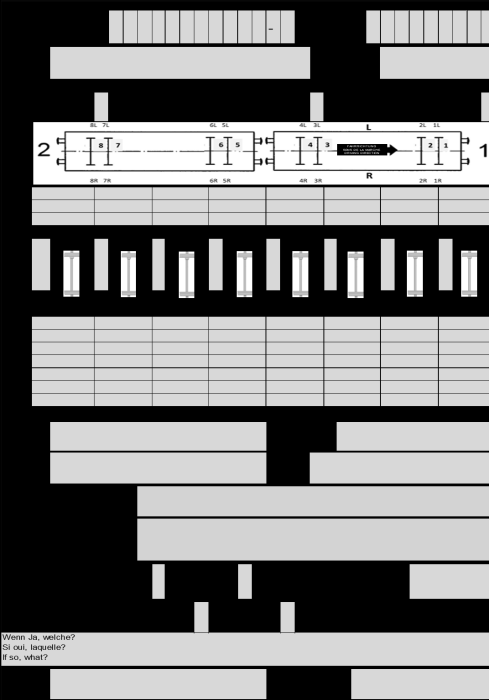 -
8L 7L 6L 5L 4L 3L 2L 1L
L
2 8 7 6 5 4 3 2 1 1
R
8R 7R 6R 5R 4R 3R 2R 1R
Wenn Ja, welche?
Si oui, laquelle?
If so, what?